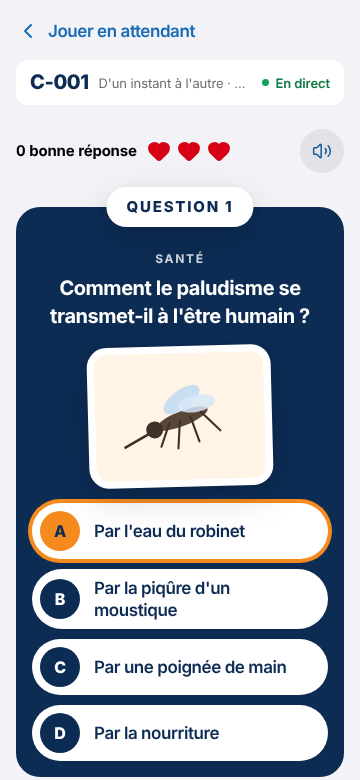 Jouer en attendant
C-001 D'un instant à l'autre · ... En direct
0 bonne réponse
QUESTION 1
SANTÉ
Comment le paludisme se
transmet-il à l'être humain ?
A Par l'eau du robinet
B Par la piqûre d'un
moustique
C Par une poignée de main
D Par la nourriture